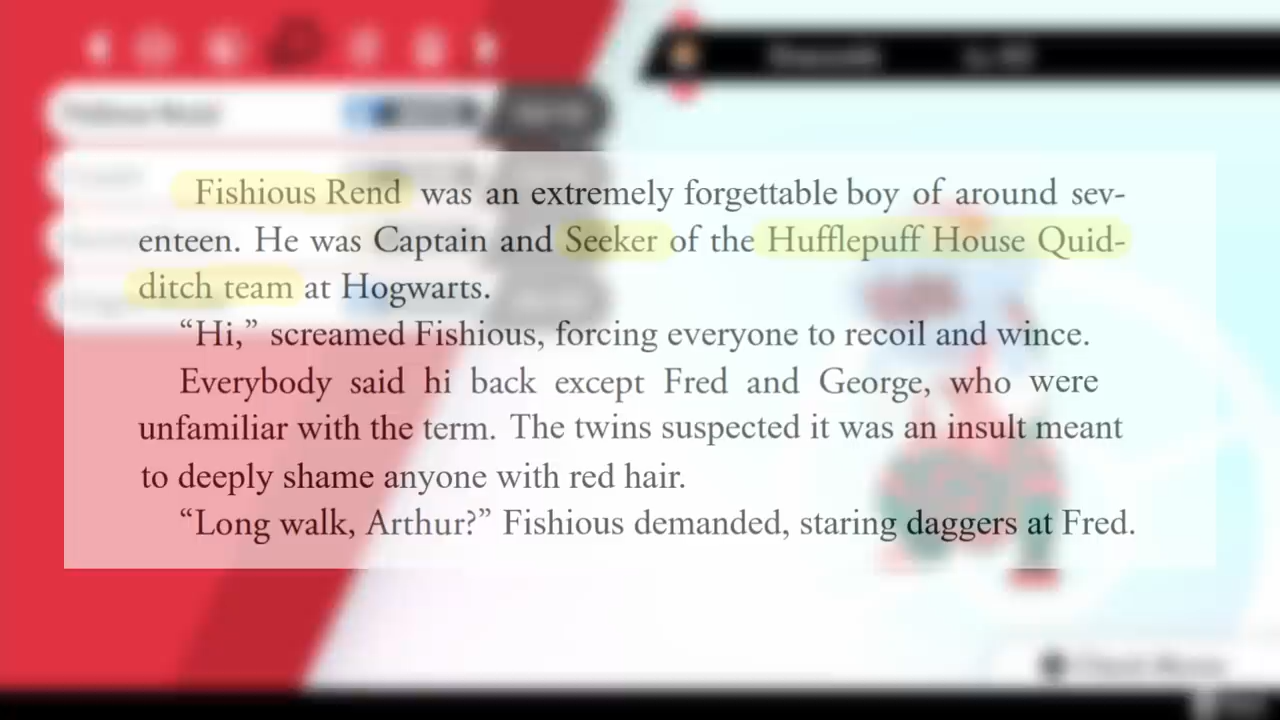 Fishious Rend was an extremely forgettable boy of around sev-
enteen. He was Captain and Seeker of the Hufflepuff House Quid-
ditch team at Hogwarts.
“Hi,” screamed Fishious, forcing everyone to recoil and wince.
Everybody said hi back except Fred and George, who were
unfamiliar with the term. The twins suspected it was an insult meant
to deeply shame anyone with red hair.
“Long walk, Arthur?” Fishious demanded, staring daggers at Fred.